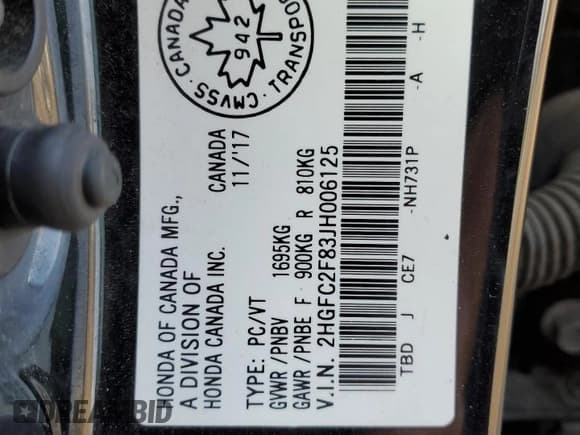 HONDA OF CANADA MFG.,
A DIVISION OF
HONDA CANADA INC.
CANADA
11/'17
CMVSS · CANADA · TRANSPO
942
TYPE: PC/VT
GVWR /PNBV 1695KG
GAWR /PNBE F 900KG R 810KG
V.I.N. 2HGFC2F83JH006125
TBD J CE7 -NH731P -A -H
DREAMBID